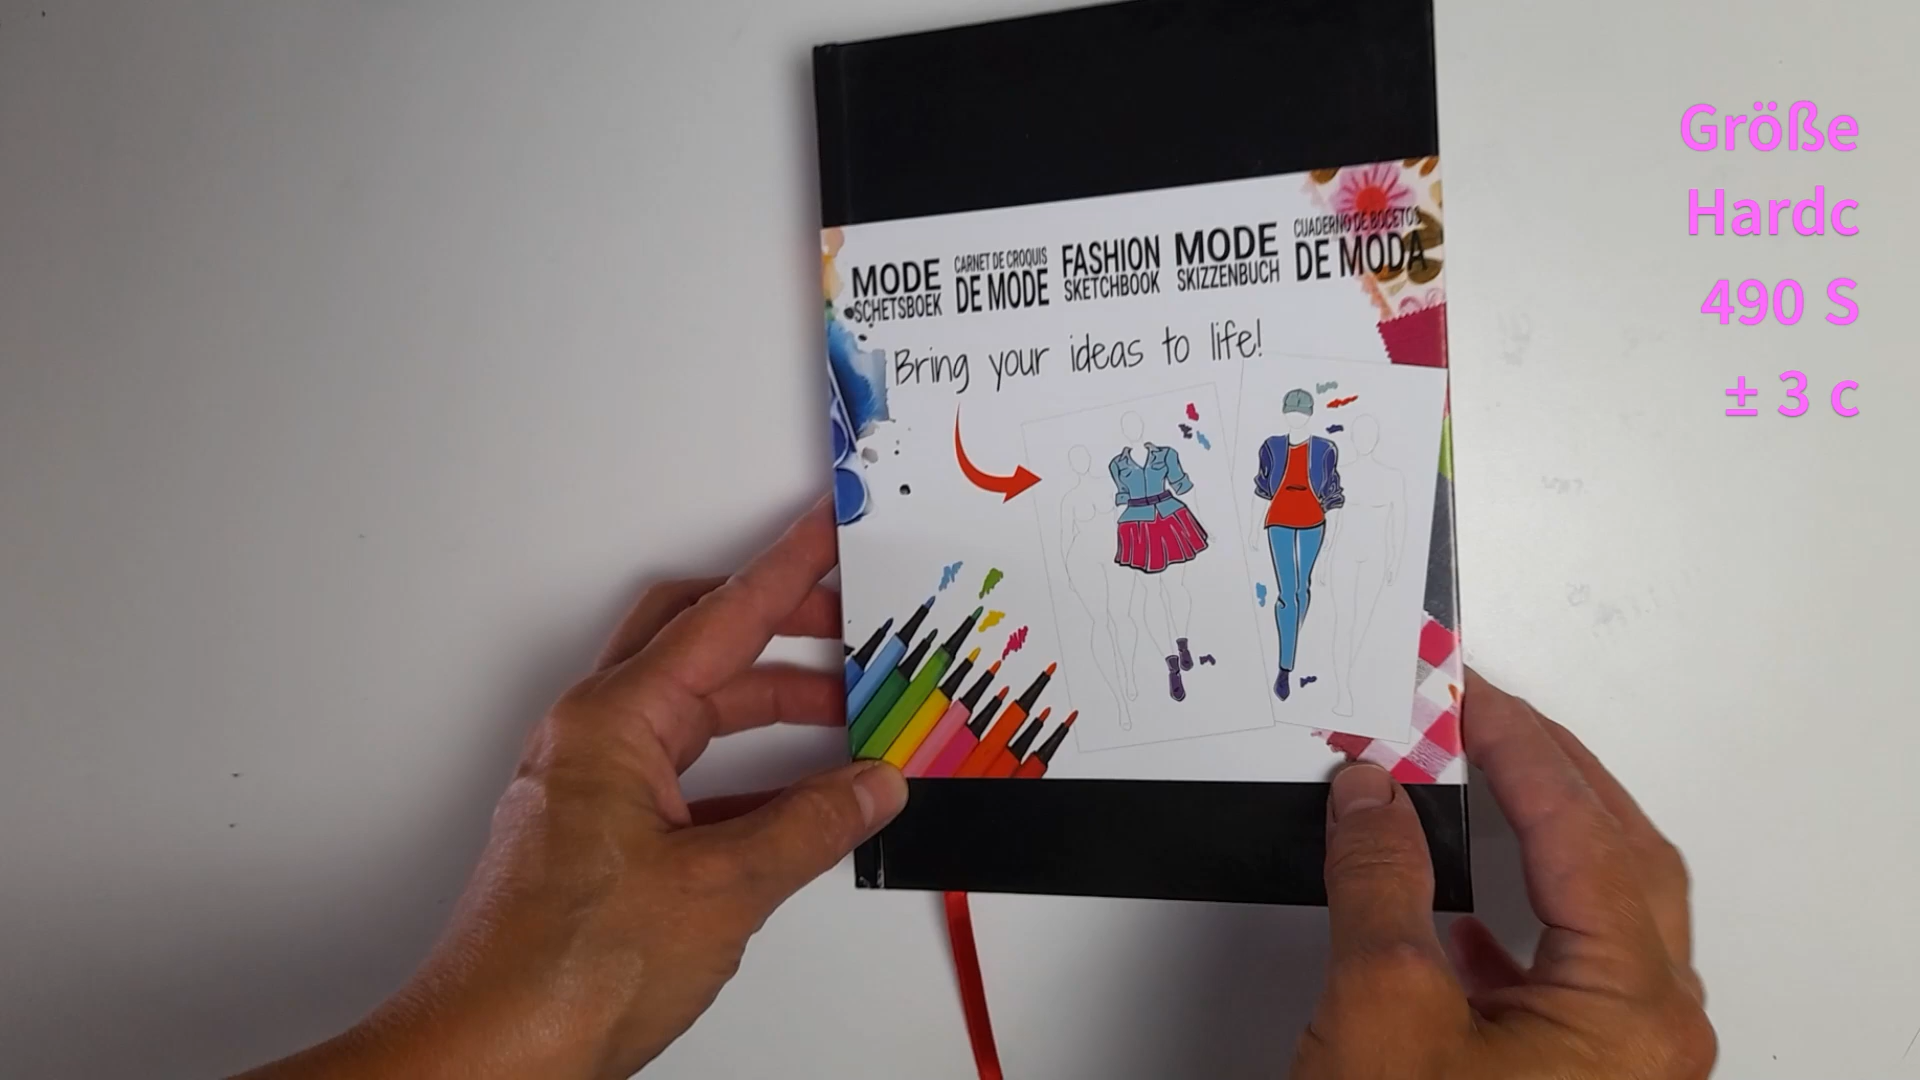 MODE
SCHETSBOEK
CARNET DE CROQUIS
DE MODE
FASHION
SKETCHBOOK
MODE
SKIZZENBUCH
CUADERNO DE BOCETOS
DE MODA
Bring your ideas to life!
Größe
Hardc
490 S
± 3 c